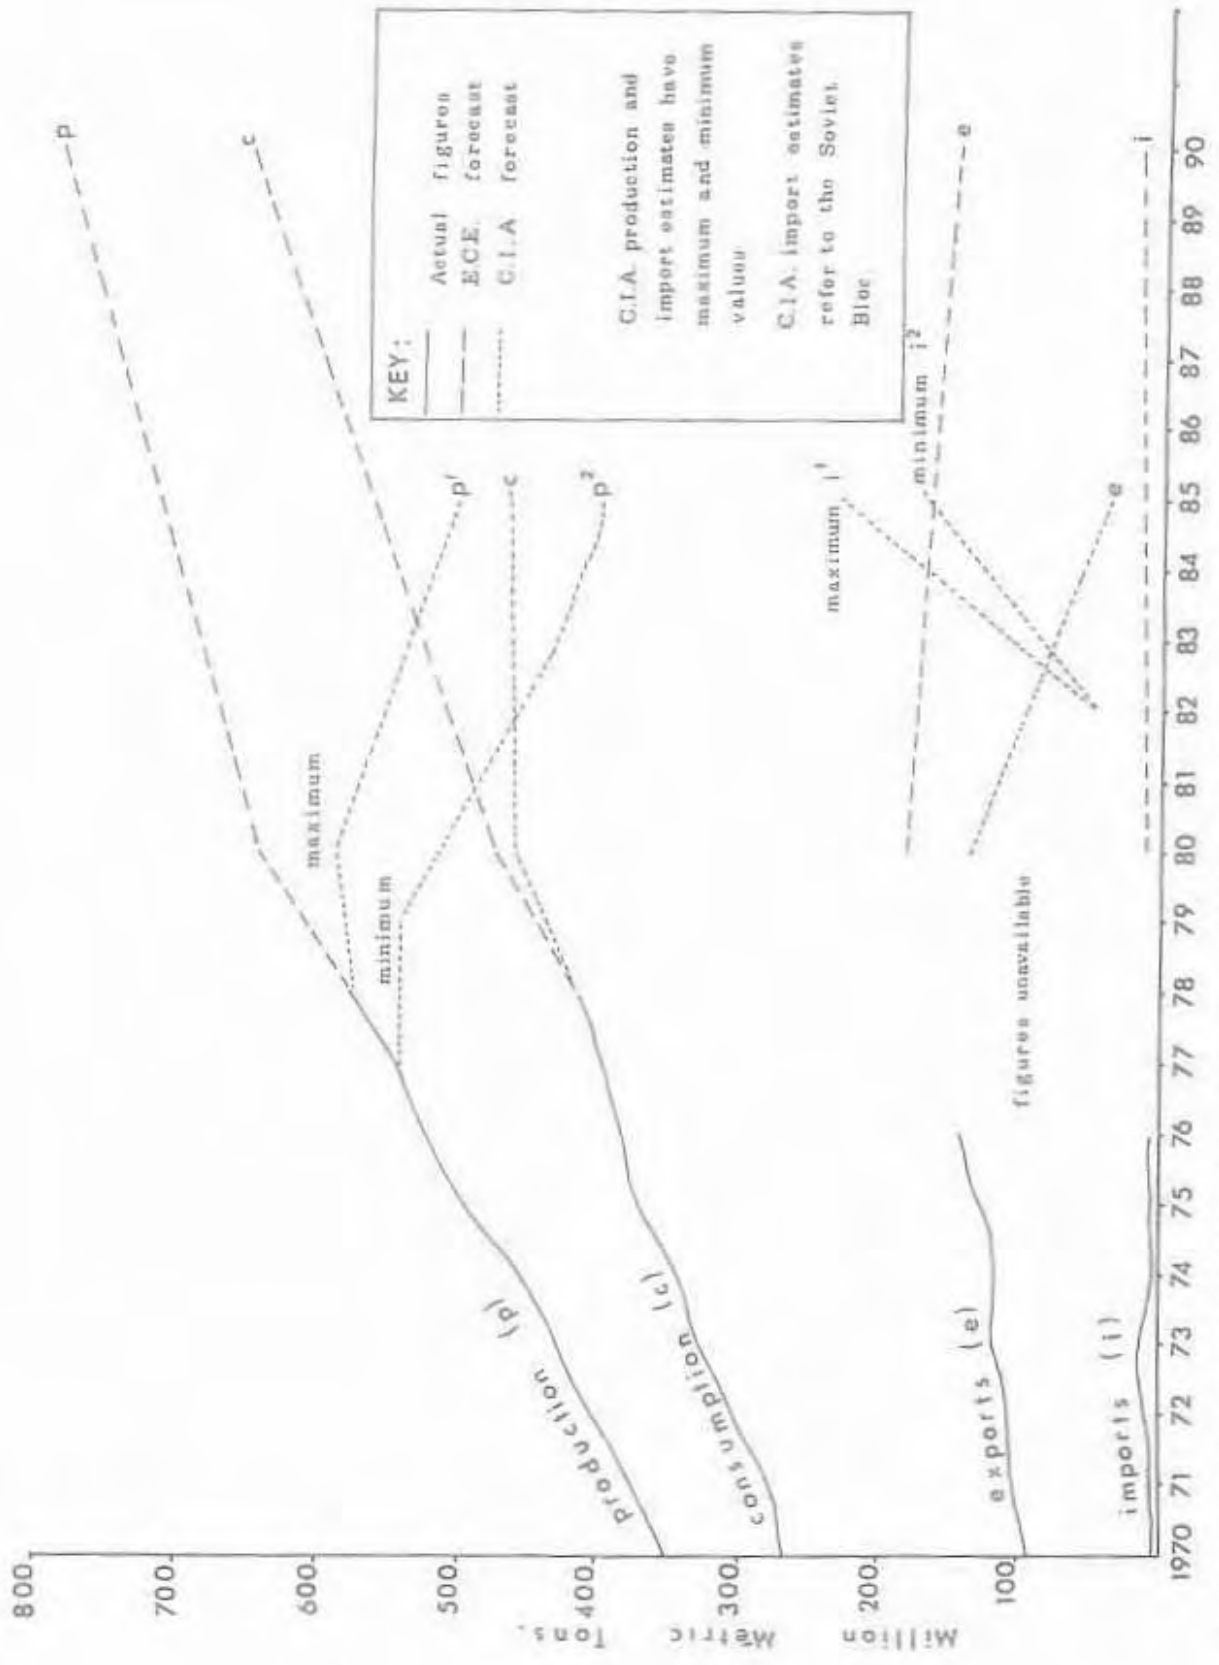 800
700
600
500
400
300
200
100
Million Metric Tons.
P
c
production (p)
consumption (c)
exports (e)
imports (i)
maximum
minimum
p¹
c
p²
maximum i¹
minimum i²
e
e
i
figures unavailable
KEY:
Actual figures
E.C.E. forecast
C.I.A forecast
C.I.A. production and
import estimates have
maximum and minimum
values
C.I.A. import estimates
refer to the Soviet
Bloc
1970 71 72 73 74 75 76 77 78 79 80 81 82 83 84 85 86 87 88 89 90